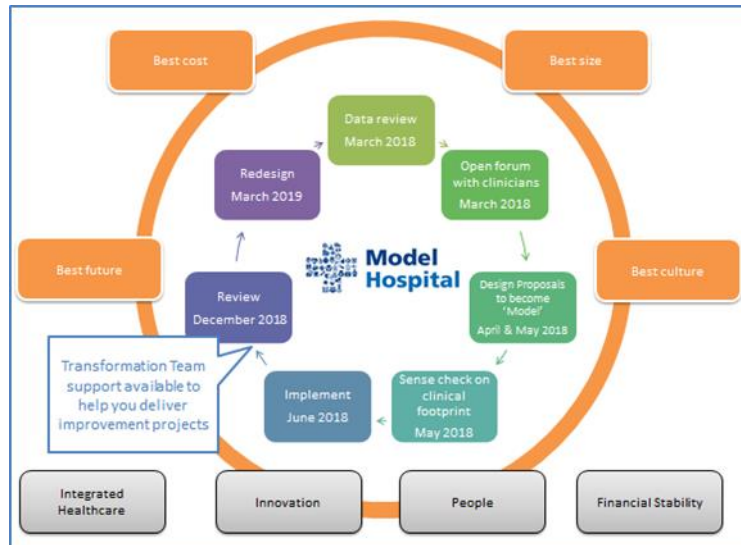 Best cost
Best size
Data review
March 2018
Redesign
March 2019
Open forum
with clinicians
March 2018
Model
Hospital
Best future
Best culture
Review
December 2018
Design Proposals
to become
'Model'
April & May 2018
Transformation Team
support available to
help you deliver
improvement projects
Implement
June 2018
Sense check on
clinical
footprint
May 2018
Integrated
Healthcare
Innovation
People
Financial Stability